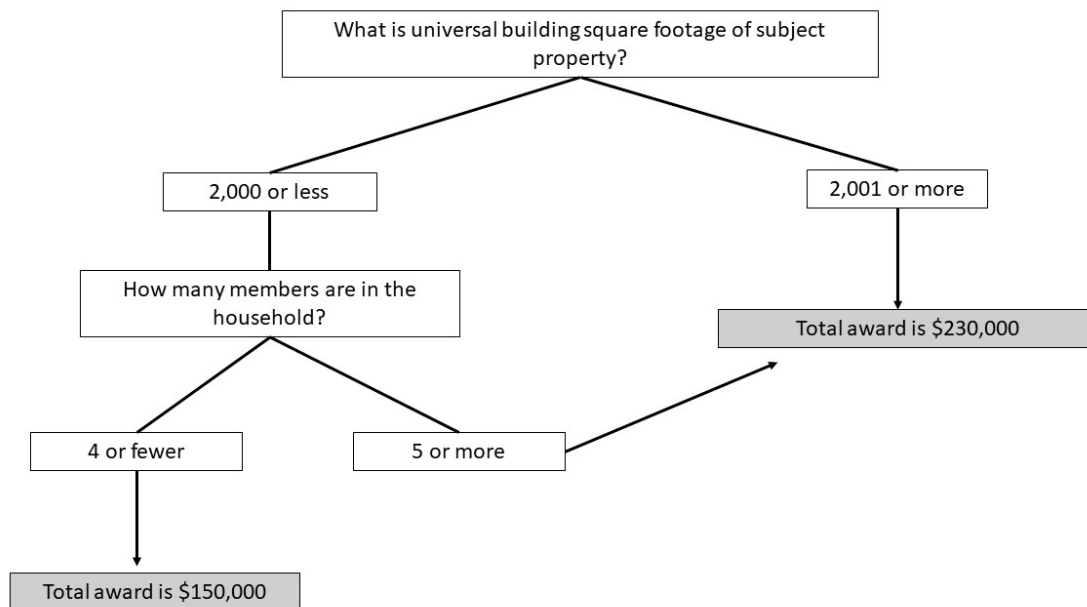 What is universal building square footage of subject
property?
2,000 or less
2,001 or more
How many members are in the
household?
Total award is $230,000
4 or fewer
5 or more
Total award is $150,000